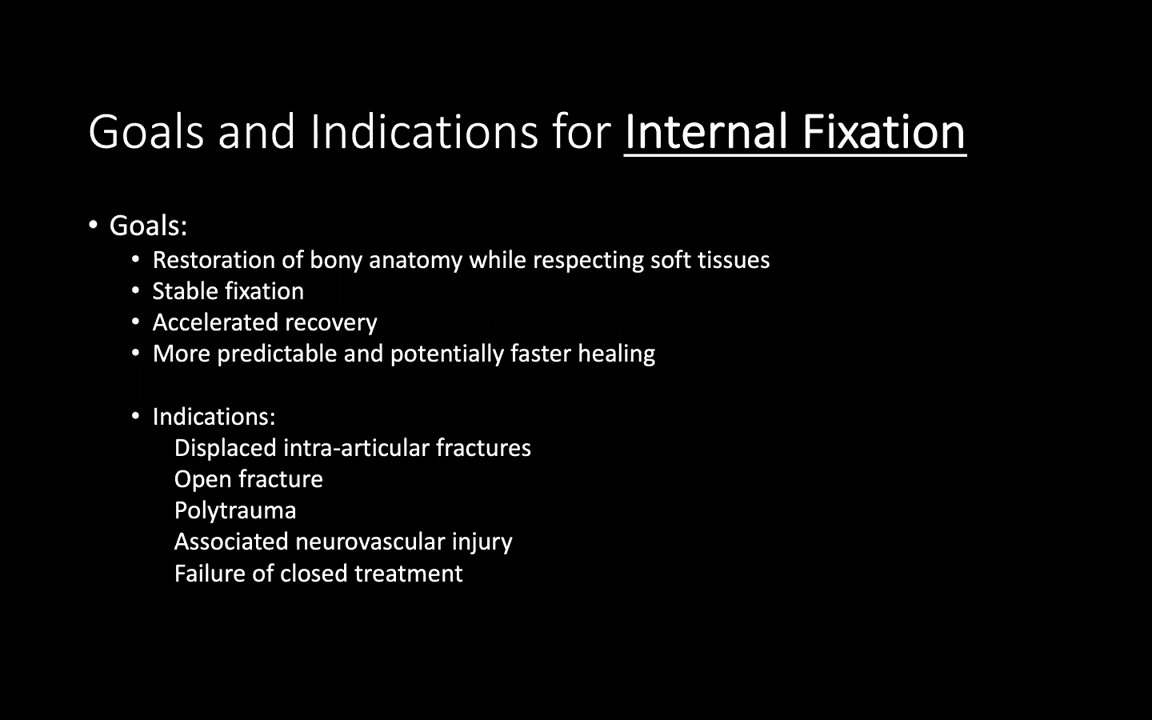 Goals and Indications for Internal Fixation
• Goals:
• Restoration of bony anatomy while respecting soft tissues
• Stable fixation
• Accelerated recovery
• More predictable and potentially faster healing
• Indications:
Displaced intra-articular fractures
Open fracture
Polytrauma
Associated neurovascular injury
Failure of closed treatment